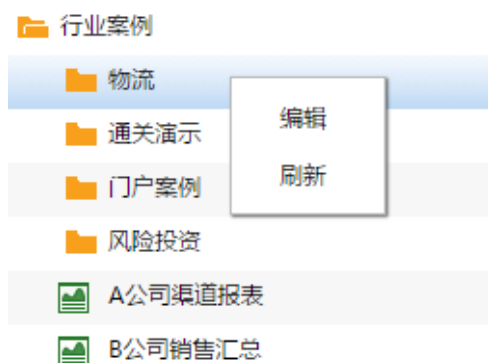 行业案例
物流
编辑
通关演示
刷新
门户案例
风险投资
A公司渠道报表
B公司销售汇总